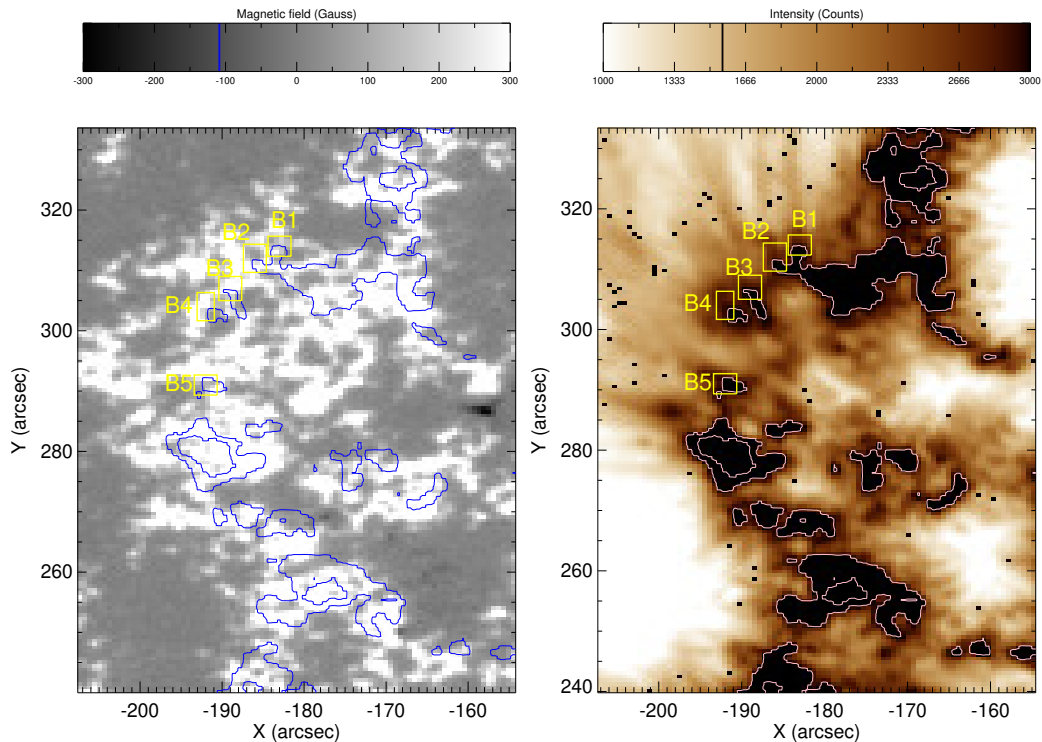 Magnetic field (Gauss)
-300 -200 -100 0 100 200 300
Intensity (Counts)
1000 1333 1666 2000 2333 2666 3000
320
300
280
260
Y (arcsec)
B1
B2
B3
B4
B5
-200 -190 -180 -170 -160
X (arcsec)
320
300
280
260
240
Y (arcsec)
B1
B2
B3
B4
B5
-200 -190 -180 -170 -160
X (arcsec)